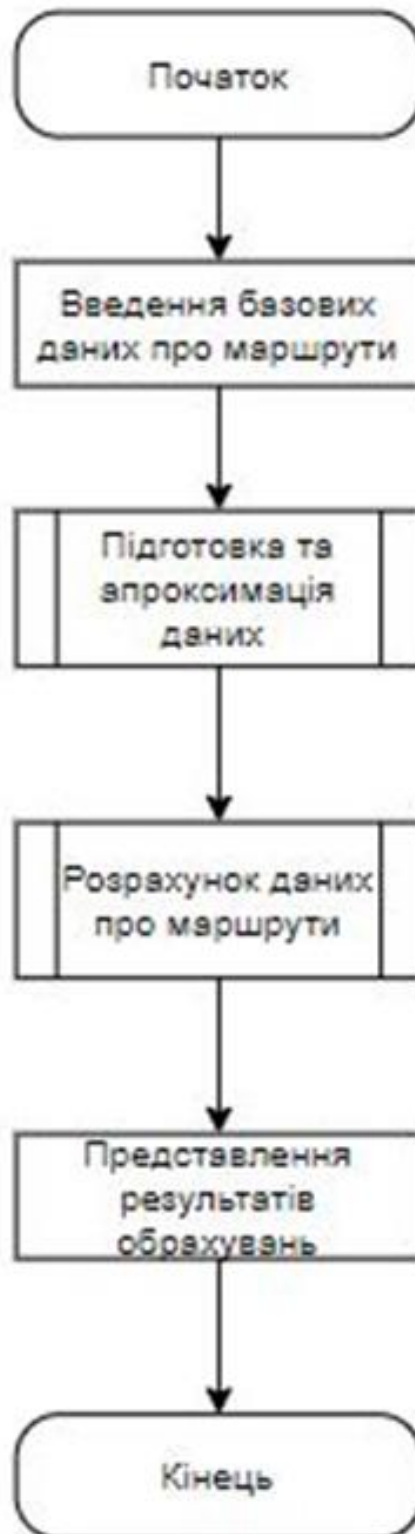 Початок
Введення базових
даних про маршрути
Підготовка та
апроксимація
даних
Розрахунок даних
про маршрути
Представлення
результатів
обрахувань
Кінець